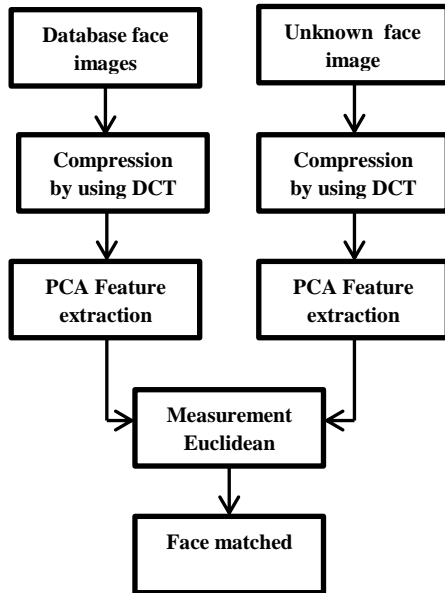 Database face
images
Unknown face
image
Compression
by using DCT
Compression
by using DCT
PCA Feature
extraction
PCA Feature
extraction
Measurement
Euclidean
Face matched